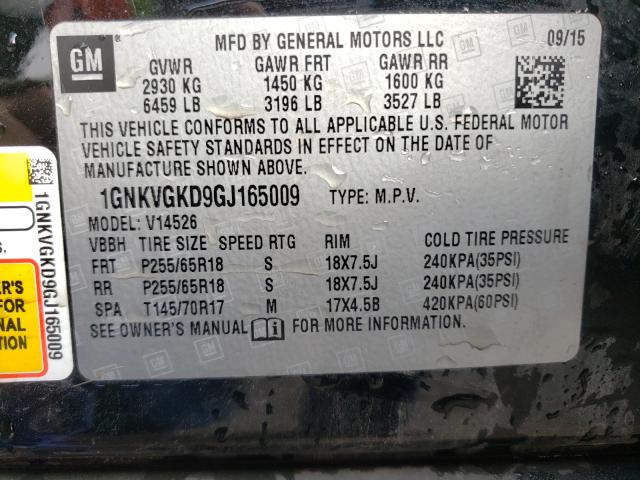 GM
MFD BY GENERAL MOTORS LLC
09/15
GVWR GAWR FRT GAWR RR
2930 KG 1450 KG 1600 KG
6459 LB 3196 LB 3527 LB
THIS VEHICLE CONFORMS TO ALL APPLICABLE U.S. FEDERAL MOTOR
VEHICLE SAFETY STANDARDS IN EFFECT ON THE DATE OF
MANUFACTURE SHOWN ABOVE.
1GNKVGKD9GJ165009 TYPE: M.P.V.
MODEL: V14526
VBBH TIRE SIZE SPEED RTG RIM COLD TIRE PRESSURE
FRT P255/65R18 S 18X7.5J 240KPA(35PSI)
RR P255/65R18 S 18X7.5J 240KPA(35PSI)
SPA T145/70R17 M 17X4.5B 420KPA(60PSI)
SEE OWNER'S MANUAL FOR MORE INFORMATION.
1GNKVGKD9GJ165009